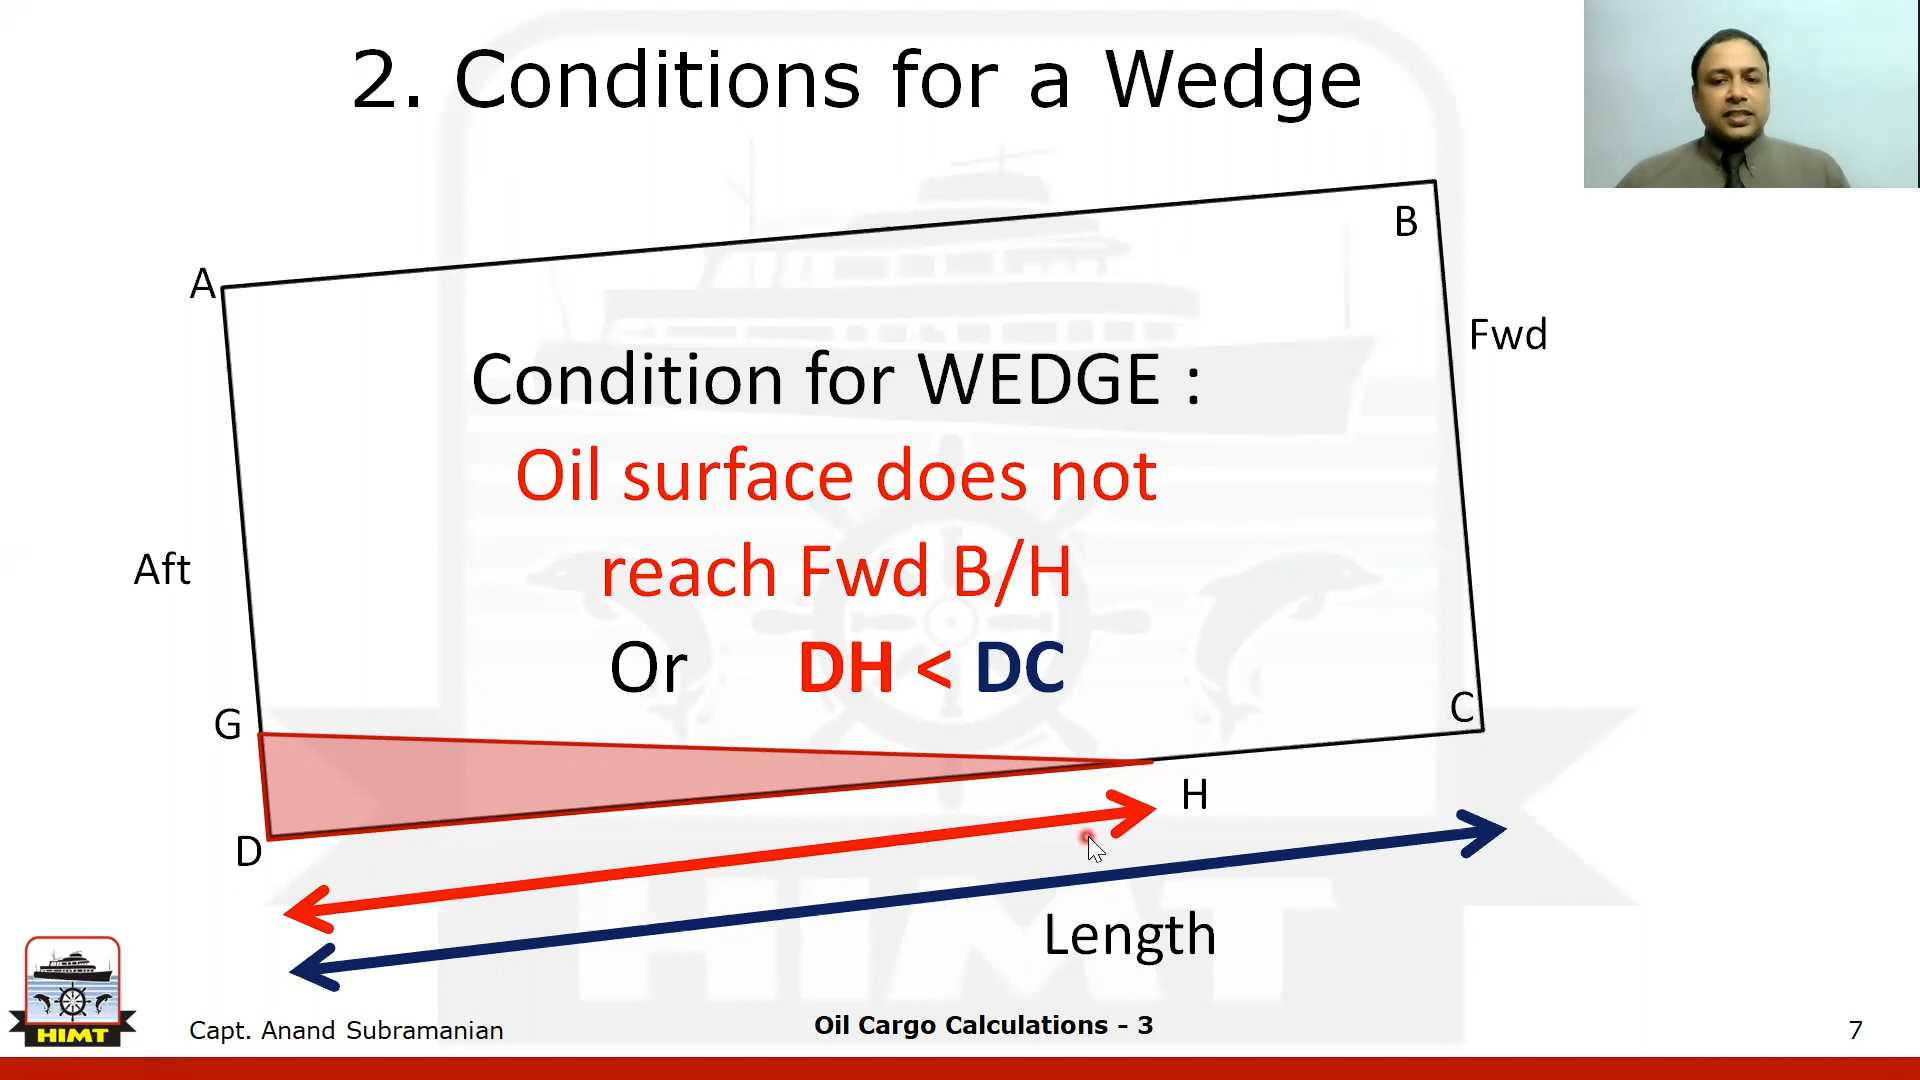 2. Conditions for a Wedge
B
A
Fwd
Condition for WEDGE :
Oil surface does not
reach Fwd B/H
Aft
Or DH < DC
G
C
H
D
Length
HIMT
HIMT
Capt. Anand Subramanian
Oil Cargo Calculations – 3
7